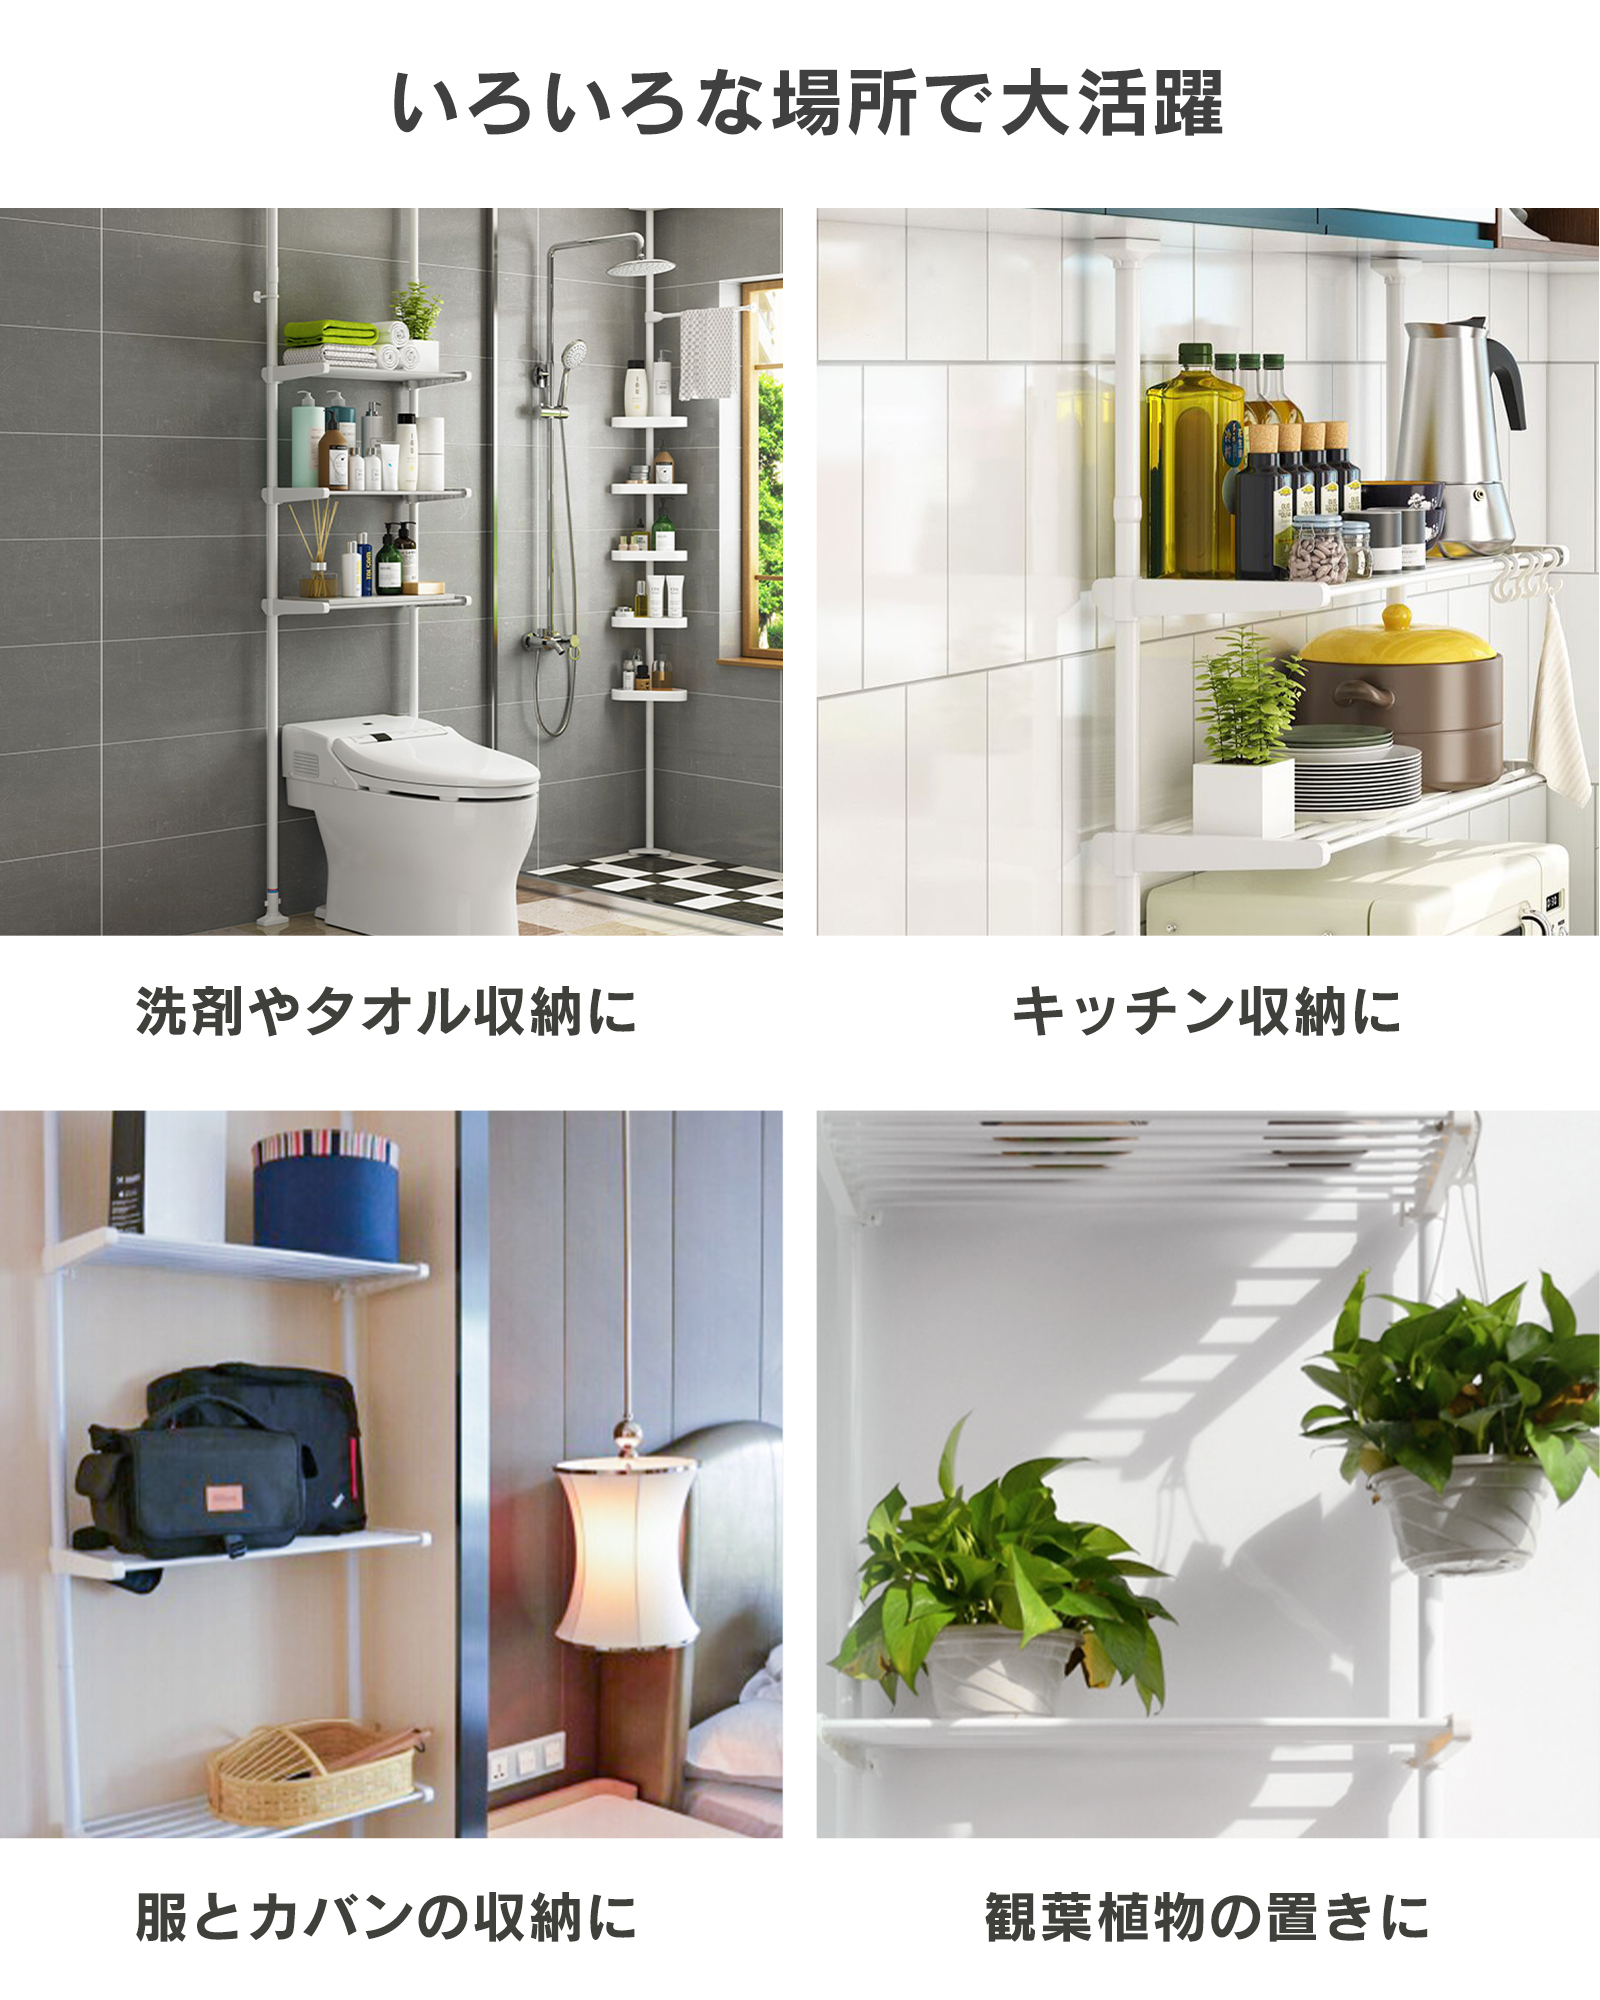 いろいろな場所で大活躍
洗剤やタオル収納に
キッチン収納に
服とカバンの収納に
観葉植物の置きに